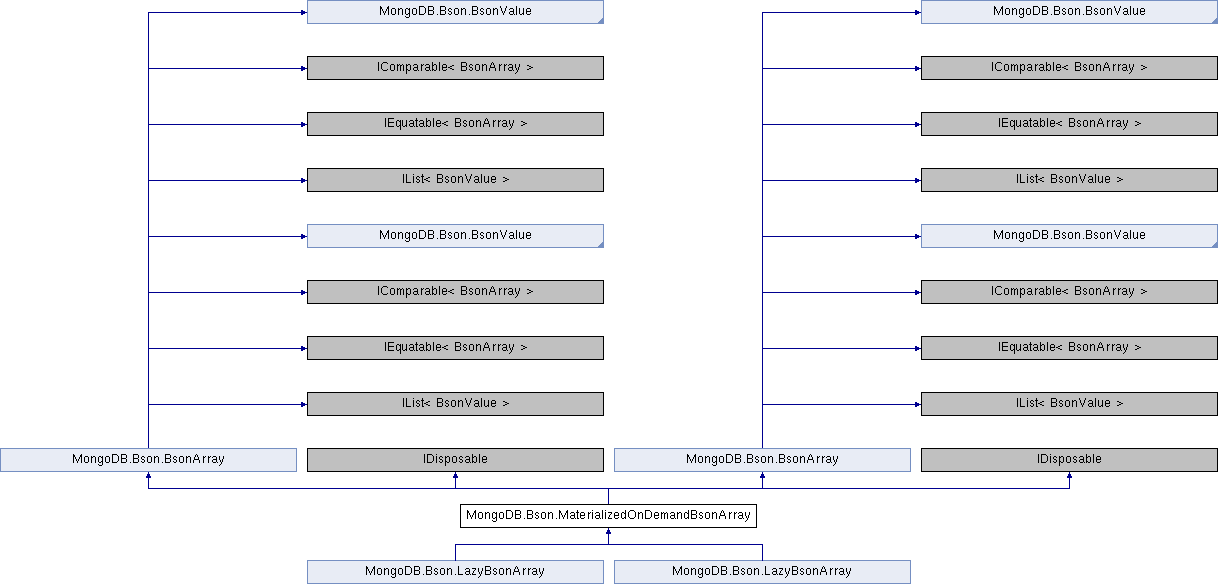 MongoDB.Bson.BsonValue
MongoDB.Bson.BsonValue
IComparable< BsonArray >
IComparable< BsonArray >
IEquatable< BsonArray >
IEquatable< BsonArray >
IList< BsonValue >
IList< BsonValue >
MongoDB.Bson.BsonValue
MongoDB.Bson.BsonValue
IComparable< BsonArray >
IComparable< BsonArray >
IEquatable< BsonArray >
IEquatable< BsonArray >
IList< BsonValue >
IList< BsonValue >
MongoDB.Bson.BsonArray
IDisposable
MongoDB.Bson.BsonArray
IDisposable
MongoDB.Bson.MaterializedOnDemandBsonArray
MongoDB.Bson.LazyBsonArray
MongoDB.Bson.LazyBsonArray